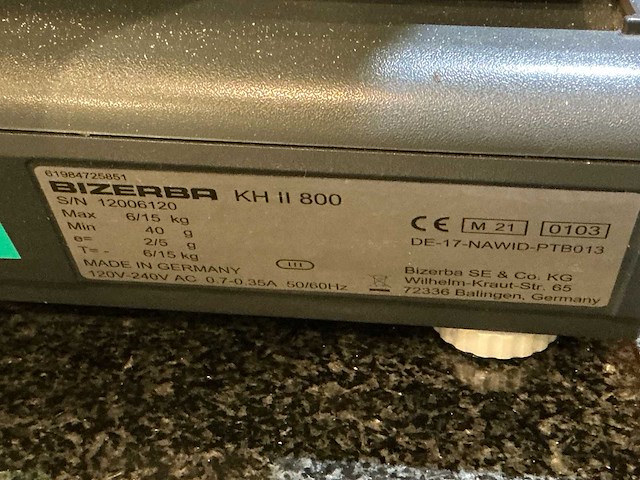 61984725851
BIZERBA KH II 800
S/N 12006120
Max 6/15 kg
Min 40 g
e= 2/5 g
T= - 6/15 kg
MADE IN GERMANY III
120V-240V AC 0.7-0.35A 50/60Hz
CE M 21 0103
DE-17-NAWID-PTB013
Bizerba SE & Co. KG
Wilhelm-Kraut-Str. 65
72336 Balingen, Germany